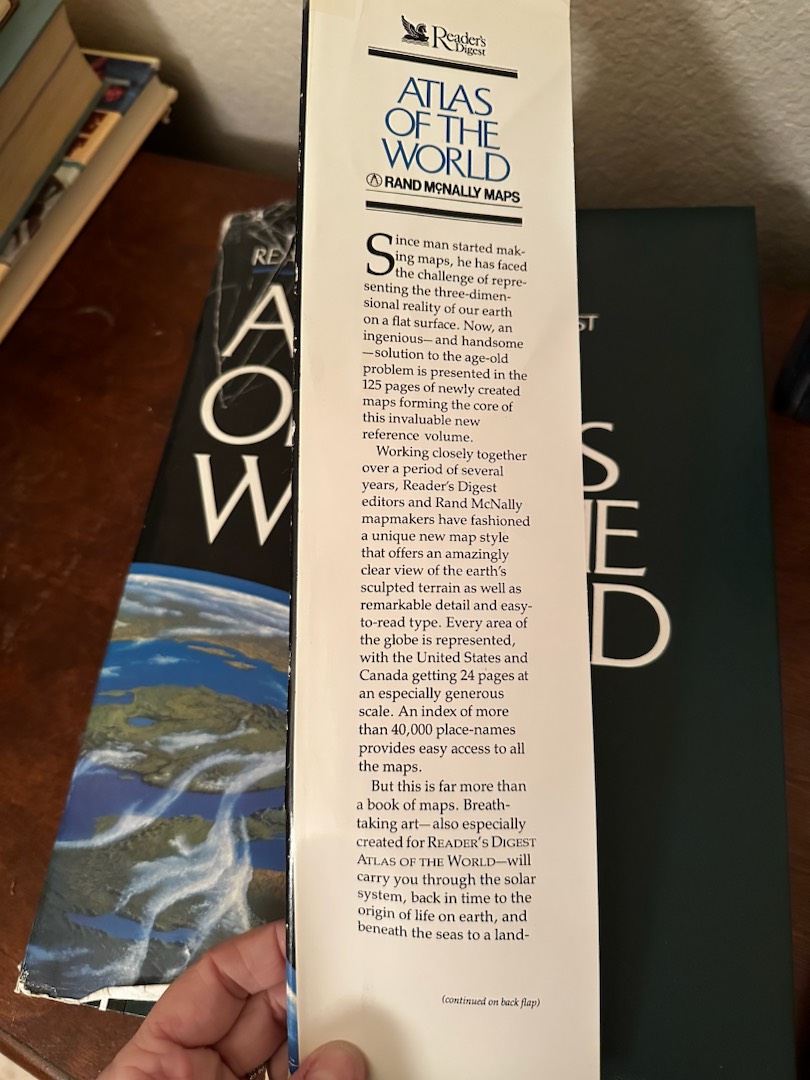 Reader's
Digest
ATLAS
OF THE
WORLD
RAND McNALLY MAPS
Since man started mak-
ing maps, he has faced
the challenge of repre-
senting the three-dimen-
sional reality of our earth
on a flat surface. Now, an
ingenious—and handsome
—solution to the age-old
problem is presented in the
125 pages of newly created
maps forming the core of
this invaluable new
reference volume.
Working closely together
over a period of several
years, Reader's Digest
editors and Rand McNally
mapmakers have fashioned
a unique new map style
that offers an amazingly
clear view of the earth's
sculpted terrain as well as
remarkable detail and easy-
to-read type. Every area of
the globe is represented,
with the United States and
Canada getting 24 pages at
an especially generous
scale. An index of more
than 40,000 place-names
provides easy access to all
the maps.
But this is far more than
a book of maps. Breath-
taking art—also especially
created for READER'S DIGEST
ATLAS OF THE WORLD—will
carry you through the solar
system, back in time to the
origin of life on earth, and
beneath the seas to a land-
(continued on back flap)